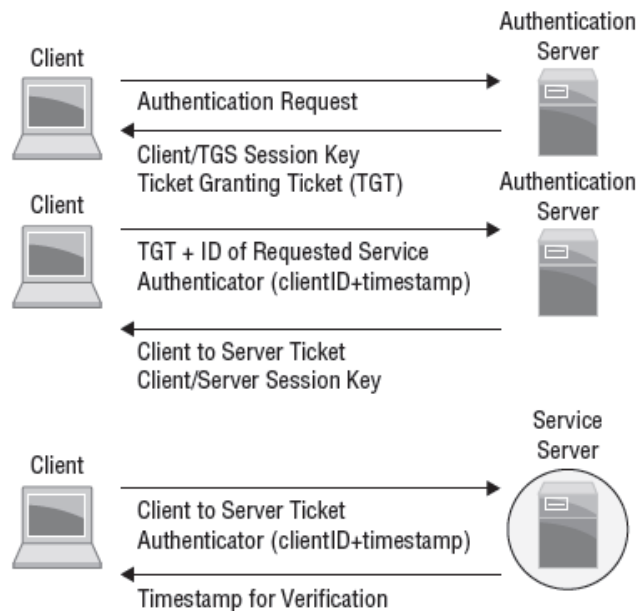 Client
Authentication
Server
Authentication Request
Client/TGS Session Key
Ticket Granting Ticket (TGT)
Client
Authentication
Server
TGT + ID of Requested Service
Authenticator (clientID+timestamp)
Client to Server Ticket
Client/Server Session Key
Service
Server
Client
Client to Server Ticket
Authenticator (clientID+timestamp)
Timestamp for Verification